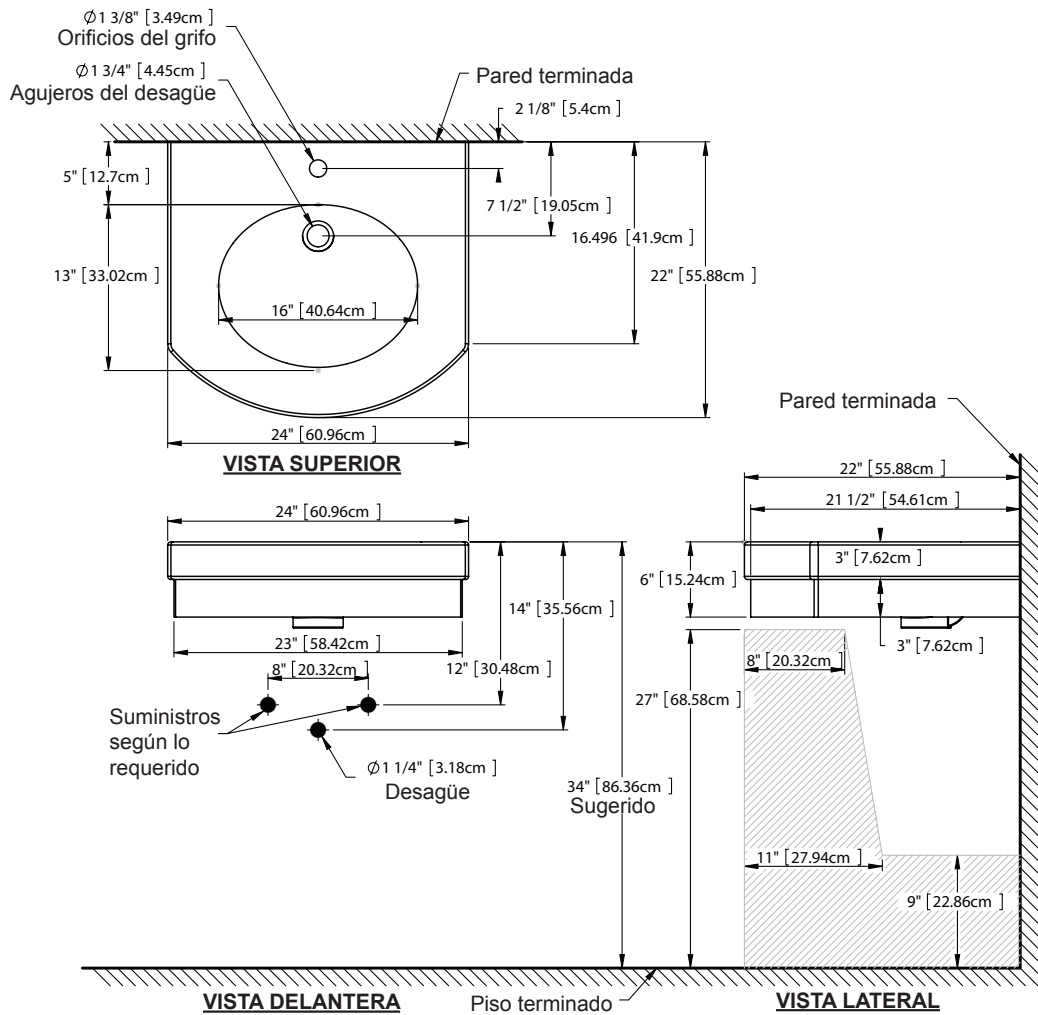 Ø1 3/8" [3.49cm ]
Orificios del grifo
Ø1 3/4" [4.45cm ]
Agujeros del desagüe
Pared terminada
2 1/8" [5.4cm ]
5" [12.7cm ]
7 1/2" [19.05cm ]
16.496 [41.9cm ]
13" [33.02cm ]
22" [55.88cm ]
16" [40.64cm ]
24" [60.96cm ]
VISTA SUPERIOR
Pared terminada
22" [55.88cm ]
21 1/2" [54.61cm ]
24" [60.96cm ]
3" [7.62cm ]
6" [15.24cm ]
14" [35.56cm ]
23" [58.42cm ]
3" [7.62cm ]
12" [30.48cm ]
8" [20.32cm ]
8" [20.32cm ]
27" [68.58cm ]
Suministros
según lo
requerido
Ø1 1/4" [3.18cm ]
Desagüe
34" [86.36cm ]
Sugerido
11" [27.94cm ]
9" [22.86cm ]
VISTA DELANTERA
Piso terminado
VISTA LATERAL